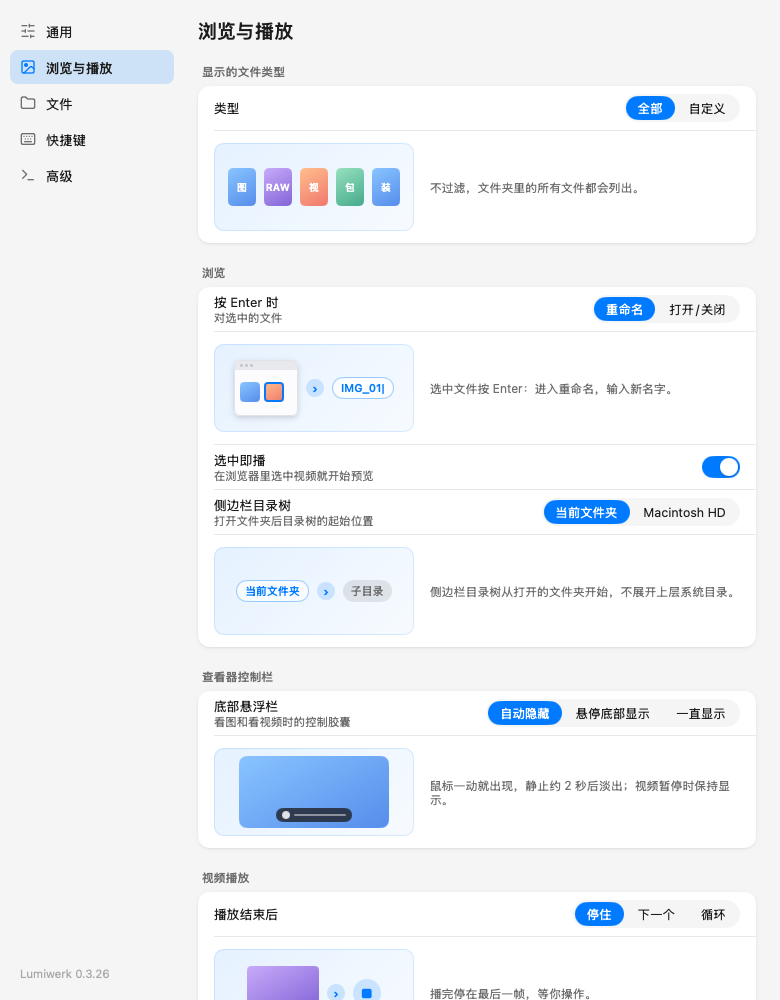 通用
浏览与播放
文件
快捷键
高级
Lumiwerk 0.3.26
浏览与播放
显示的文件类型
类型
全部 自定义
图 RAW 视 包 装
不过滤，文件夹里的所有文件都会列出。
浏览
按 Enter 时
对选中的文件
重命名 打开/关闭
IMG_01
选中文件按 Enter：进入重命名，输入新名字。
选中即播
在浏览器里选中视频就开始预览
侧边栏目录树
打开文件夹后目录树的起始位置
当前文件夹 Macintosh HD
当前文件夹 › 子目录
侧边栏目录树从打开的文件夹开始，不展开上层系统目录。
查看器控制栏
底部悬浮栏
看图和看视频时的控制胶囊
自动隐藏 悬停底部显示 一直显示
鼠标一动就出现，静止约 2 秒后淡出；视频暂停时保持显
示。
视频播放
播放结束后
停住 下一个 循环
播完停在最后一帧，等你操作。